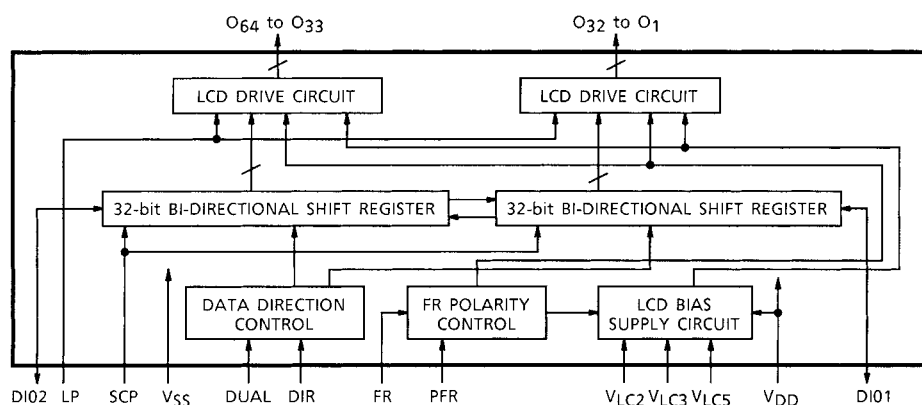 O64 to O33 O32 to O1
LCD DRIVE CIRCUIT LCD DRIVE CIRCUIT
32-bit BI-DIRECTIONAL SHIFT REGISTER 32-bit BI-DIRECTIONAL SHIFT REGISTER
DATA DIRECTION CONTROL
FR POLARITY CONTROL
LCD BIAS SUPPLY CIRCUIT
DI02 LP SCP VSS DUAL DIR FR PFR VLC2 VLC3 VLC5 VDD DI01